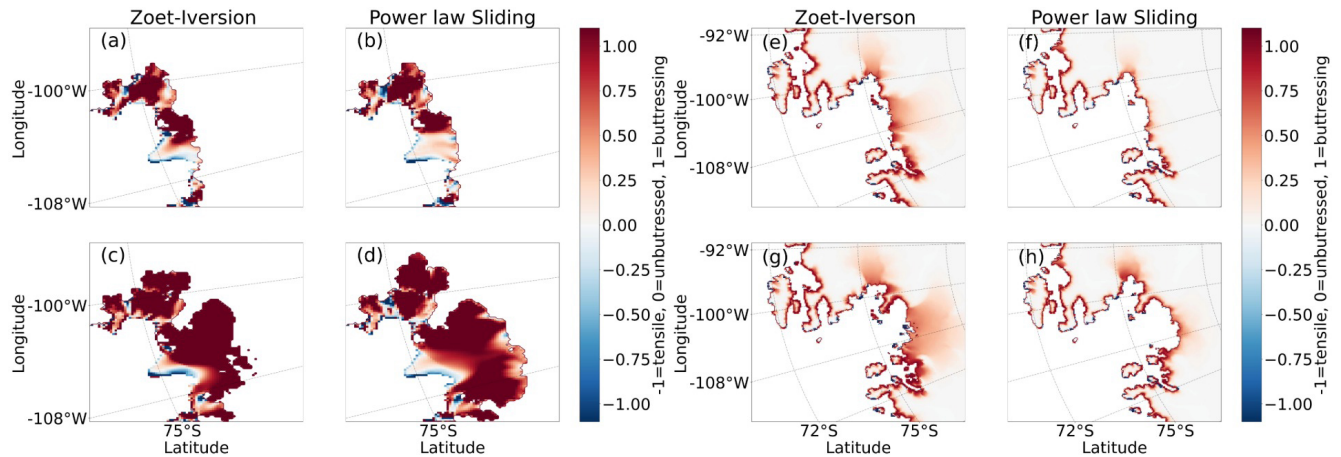 Zoet-Iversion
Power law Sliding
Zoet-Iverson
Power law Sliding
(a)
(b)
(e)
(f)
-100°W
-108°W
Longitude
-92°W
-100°W
-108°W
Longitude
(c)
(d)
(g)
(h)
-100°W
-108°W
Longitude
75°S
Latitude
75°S
Latitude
1.00
0.75
0.50
0.25
0.00
−0.25
−0.50
−0.75
−1.00
-1=tensile, 0=unbutressed, 1=buttressing
-92°W
-100°W
-108°W
Longitude
72°S
75°S
Latitude
72°S
75°S
Latitude
1.00
0.75
0.50
0.25
0.00
−0.25
−0.50
−0.75
−1.00
-1=tensile, 0=unbutressed, 1=buttressing